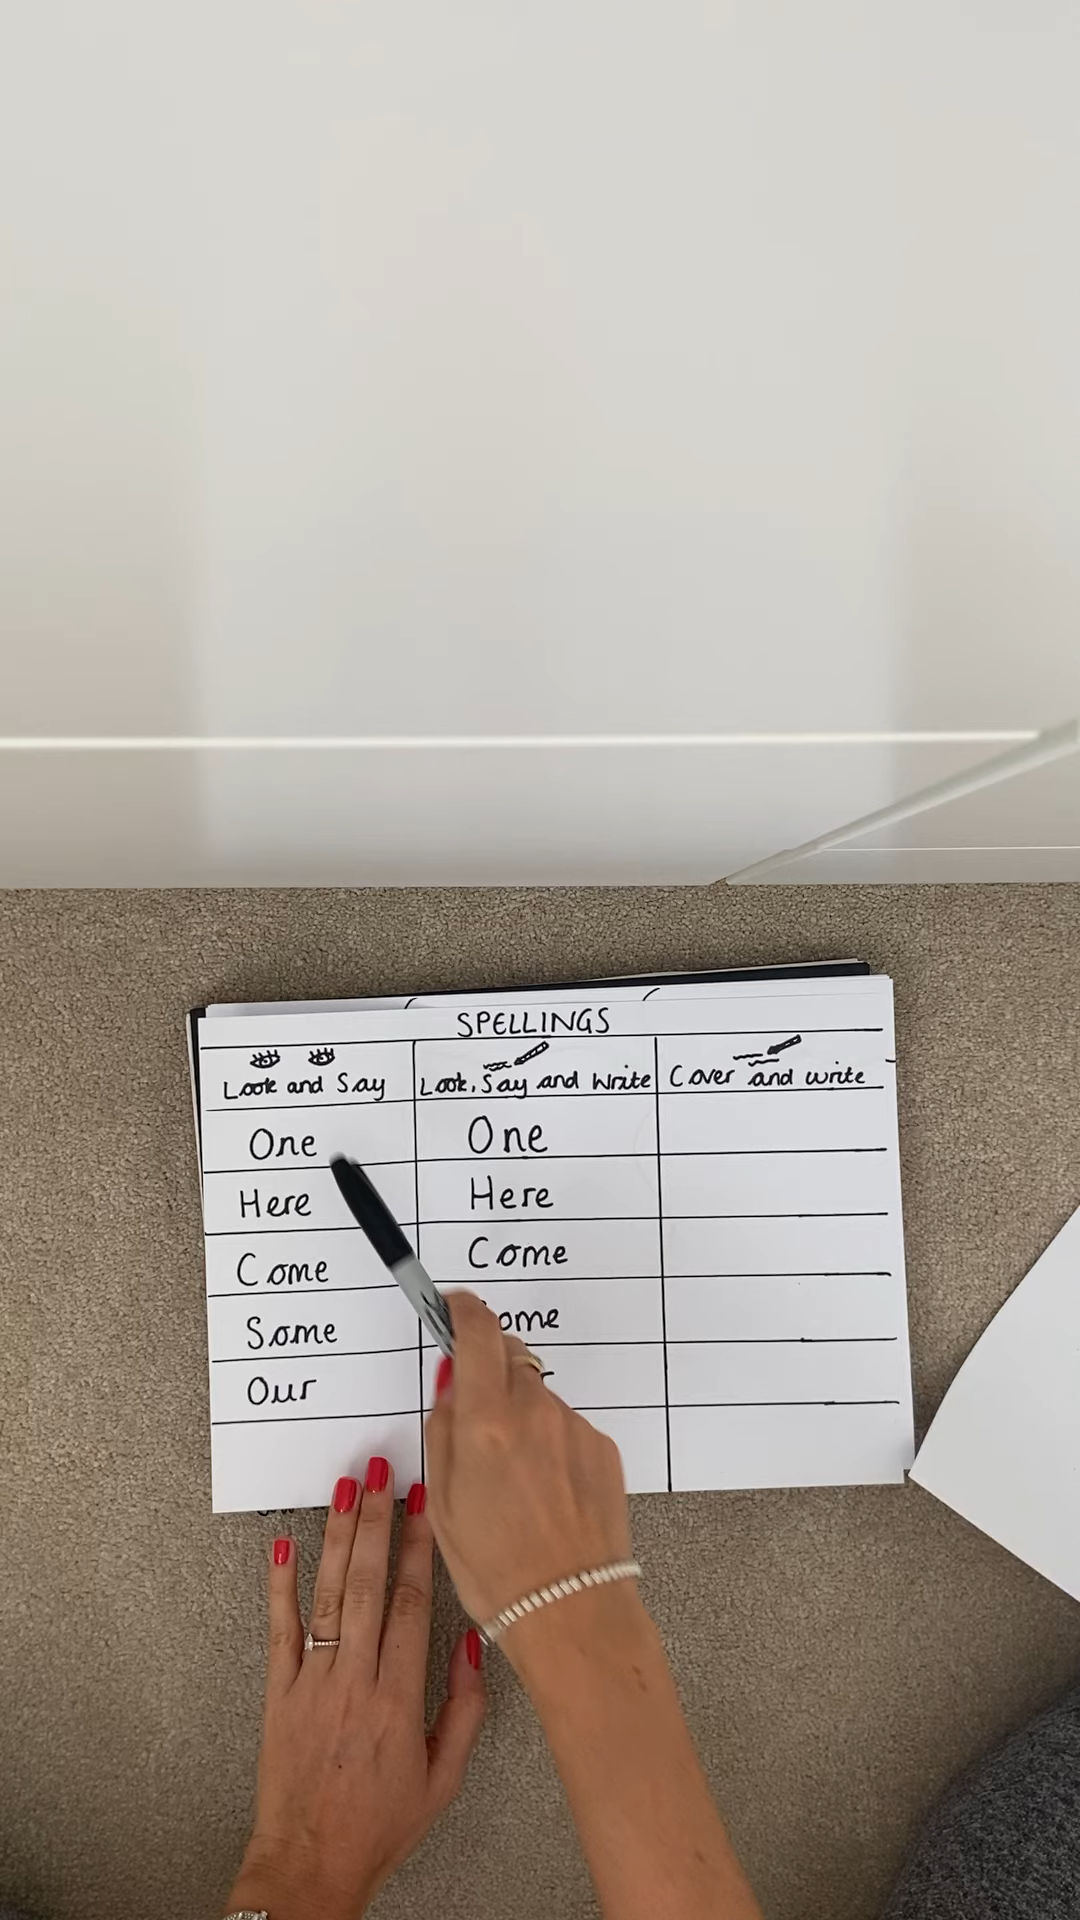 SPELLINGS
Look and Say
Look, Say and Write
Cover and write
One
One
Here
Here
Come
Come
Some
Our